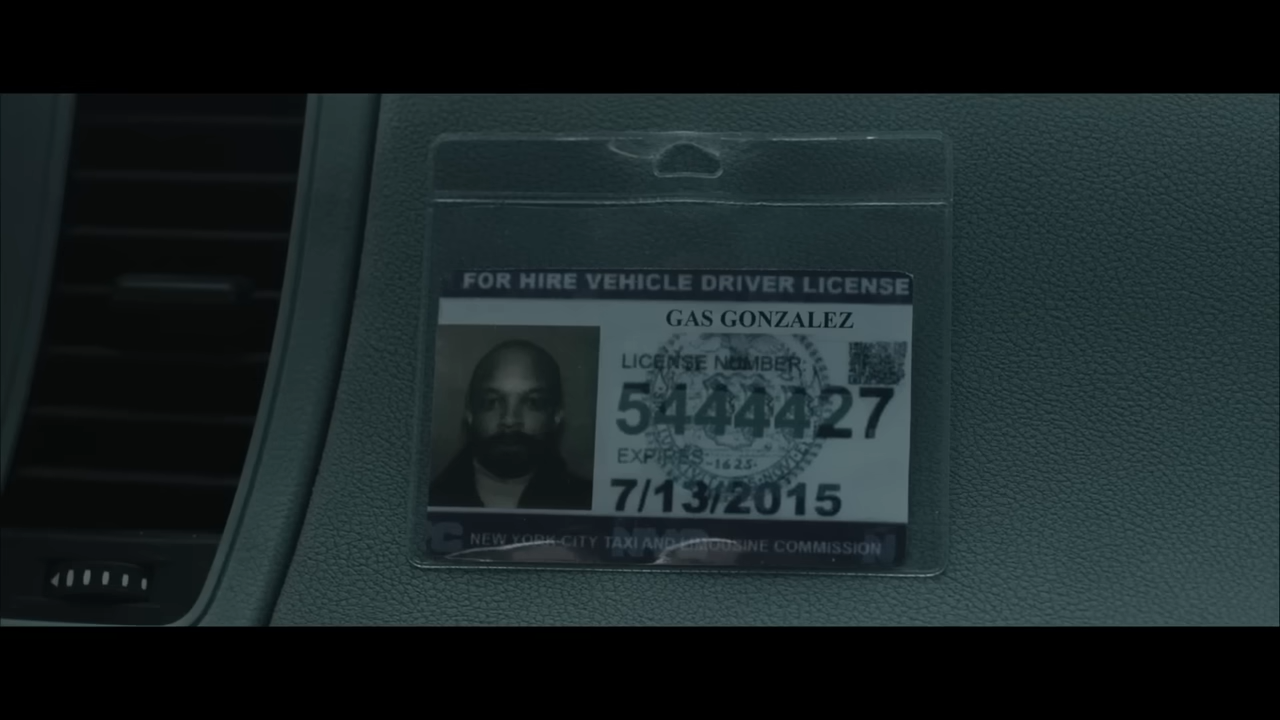 FOR HIRE VEHICLE DRIVER LICENSE
GAS GONZALEZ
LICENSE NUMBER:
5444427
EXPIRES
7/13/2015
·1625·
NEW YORK CITY TAXI AND LIMOUSINE COMMISSION